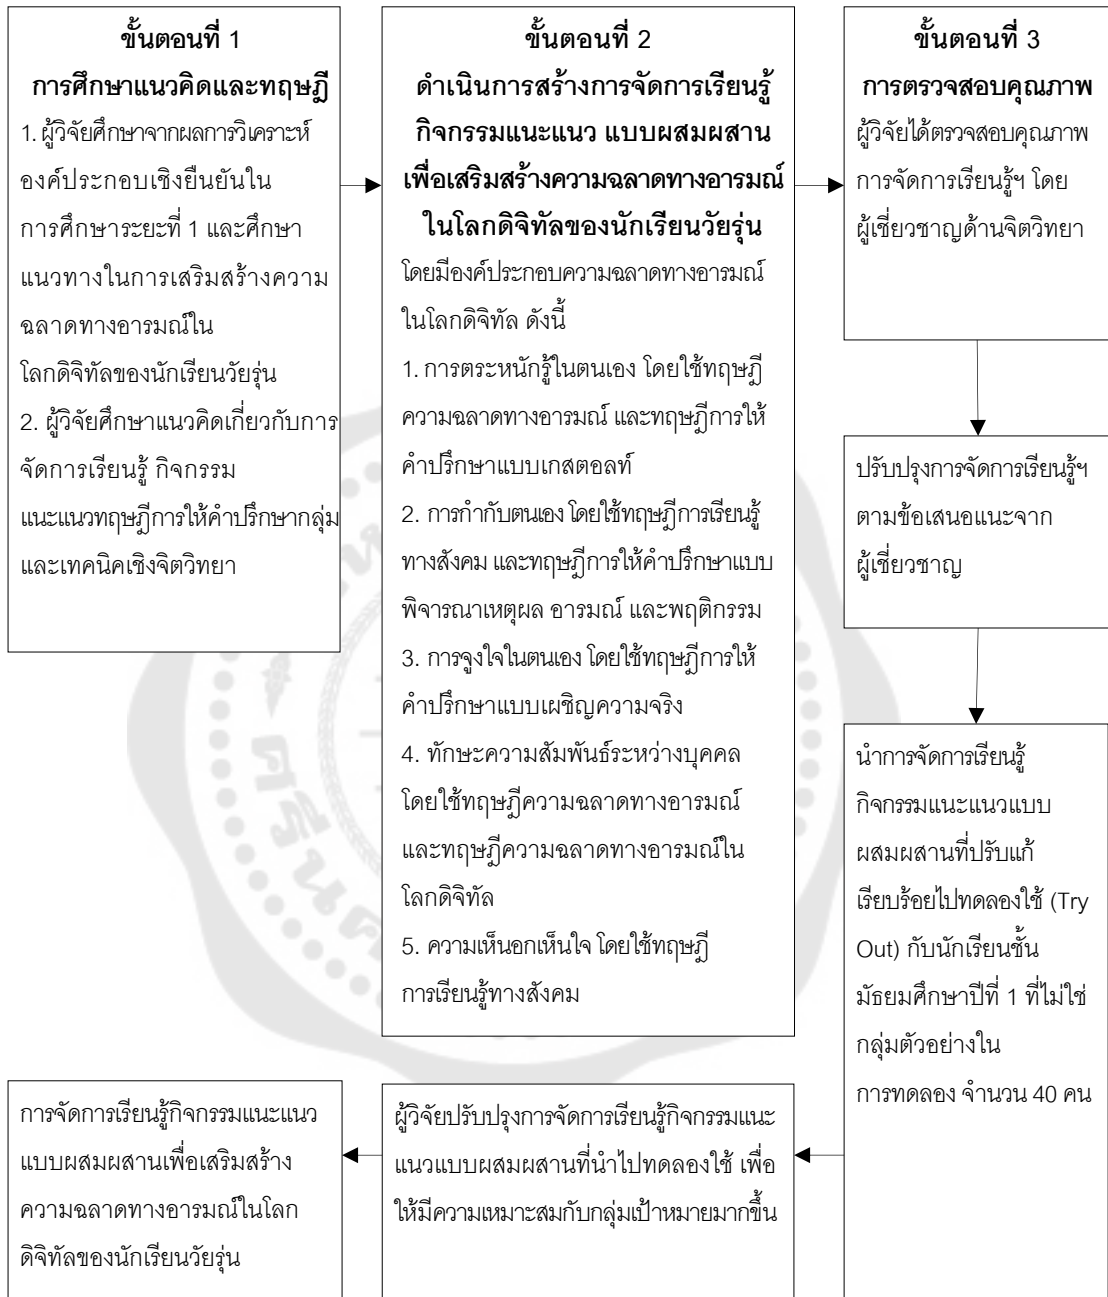 ขั้นตอนที่ 1
การศึกษาแนวคิดและทฤษฎี
1. ผู้วิจัยศึกษาจากผลการวิเคราะห์
องค์ประกอบเชิงยืนยันใน
การศึกษาระยะที่ 1 และศึกษา
แนวทางในการเสริมสร้างความ
ฉลาดทางอารมณ์ใน
โลกดิจิทัลของนักเรียนวัยรุ่น
2. ผู้วิจัยศึกษาแนวคิดเกี่ยวกับการ
จัดการเรียนรู้ กิจกรรม
แนะแนวทฤษฎีการให้คำปรึกษากลุ่ม
และเทคนิคเชิงจิตวิทยา
ขั้นตอนที่ 2
ดำเนินการสร้างการจัดการเรียนรู้
กิจกรรมแนะแนว แบบผสมผสาน
เพื่อเสริมสร้างความฉลาดทางอารมณ์
ในโลกดิจิทัลของนักเรียนวัยรุ่น
โดยมีองค์ประกอบความฉลาดทางอารมณ์
ในโลกดิจิทัล ดังนี้
1. การตระหนักรู้ในตนเอง โดยใช้ทฤษฎี
ความฉลาดทางอารมณ์ และทฤษฎีการให้
คำปรึกษาแบบเกสตอลท์
2. การกำกับตนเอง โดยใช้ทฤษฎีการเรียนรู้
ทางสังคม และทฤษฎีการให้คำปรึกษาแบบ
พิจารณาเหตุผล อารมณ์ และพฤติกรรม
3. การจูงใจในตนเอง โดยใช้ทฤษฎีการให้
คำปรึกษาแบบเผชิญความจริง
4. ทักษะความสัมพันธ์ระหว่างบุคคล
โดยใช้ทฤษฎีความฉลาดทางอารมณ์
และทฤษฎีความฉลาดทางอารมณ์ใน
โลกดิจิทัล
5. ความเห็นอกเห็นใจ โดยใช้ทฤษฎี
การเรียนรู้ทางสังคม
ขั้นตอนที่ 3
การตรวจสอบคุณภาพ
ผู้วิจัยได้ตรวจสอบคุณภาพ
การจัดการเรียนรู้ฯ โดย
ผู้เชี่ยวชาญด้านจิตวิทยา
ปรับปรุงการจัดการเรียนรู้ฯ
ตามข้อเสนอแนะจาก
ผู้เชี่ยวชาญ
นำการจัดการเรียนรู้
กิจกรรมแนะแนวแบบ
ผสมผสานที่ปรับแก้
เรียบร้อยไปทดลองใช้ (Try
Out) กับนักเรียนชั้น
มัธยมศึกษาปีที่ 1 ที่ไม่ใช่
กลุ่มตัวอย่างใน
การทดลอง จำนวน 40 คน
ผู้วิจัยปรับปรุงการจัดการเรียนรู้กิจกรรมแนะ
แนวแบบผสมผสานที่นำไปทดลองใช้ เพื่อ
ให้มีความเหมาะสมกับกลุ่มเป้าหมายมากขึ้น
การจัดการเรียนรู้กิจกรรมแนะแนว
แบบผสมผสานเพื่อเสริมสร้าง
ความฉลาดทางอารมณ์ในโลก
ดิจิทัลของนักเรียนวัยรุ่น